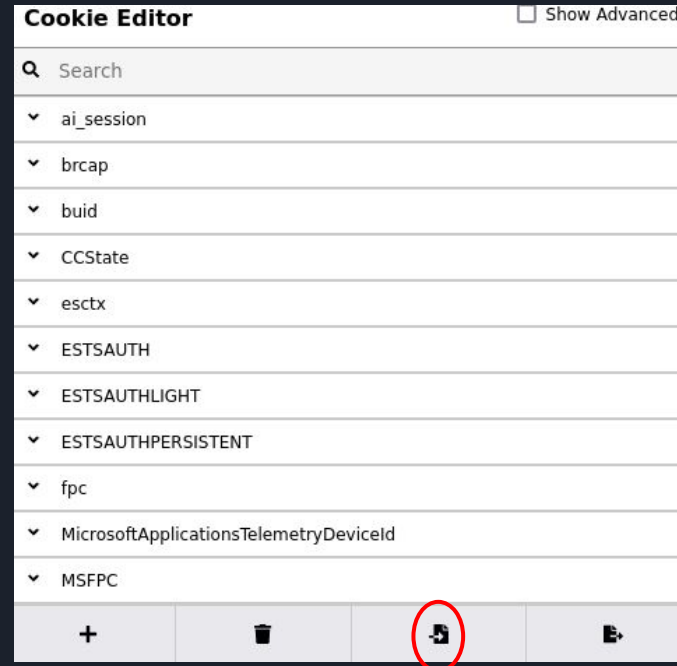 Cookie Editor
Show Advanced
Search
ai_session
brcap
buid
CCState
esctx
ESTSAUTH
ESTSAUTHLIGHT
ESTSAUTHPERSISTENT
fpc
MicrosoftApplicationsTelemetryDeviceId
MSFPC